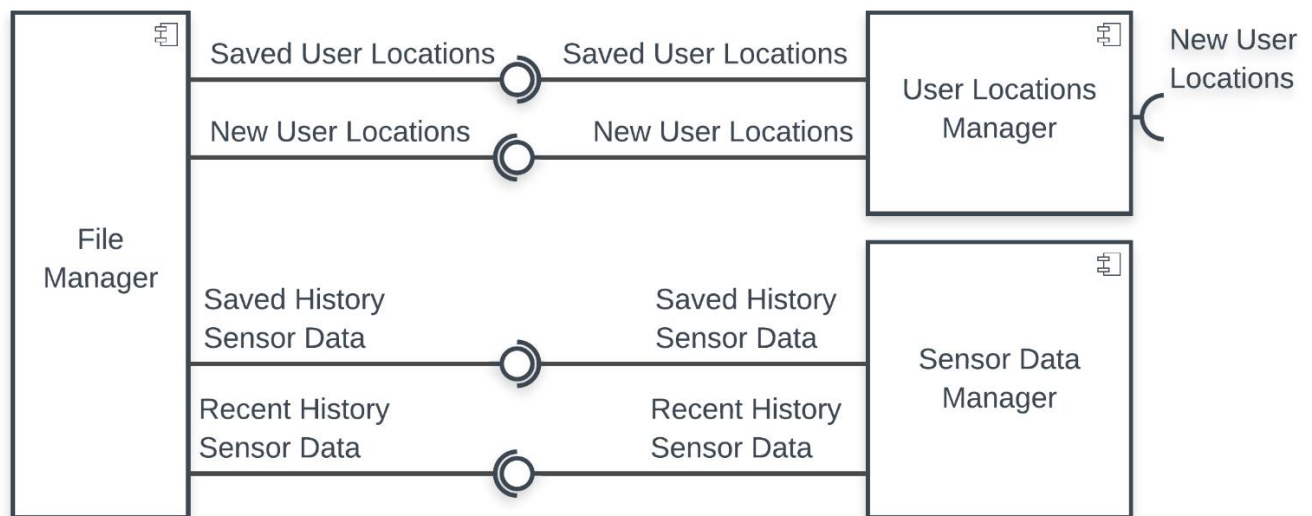 Saved User Locations
Saved User Locations
New User
Locations
User Locations
Manager
New User Locations
New User Locations
File
Manager
Saved History
Sensor Data
Saved History
Sensor Data
Sensor Data
Manager
Recent History
Sensor Data
Recent History
Sensor Data